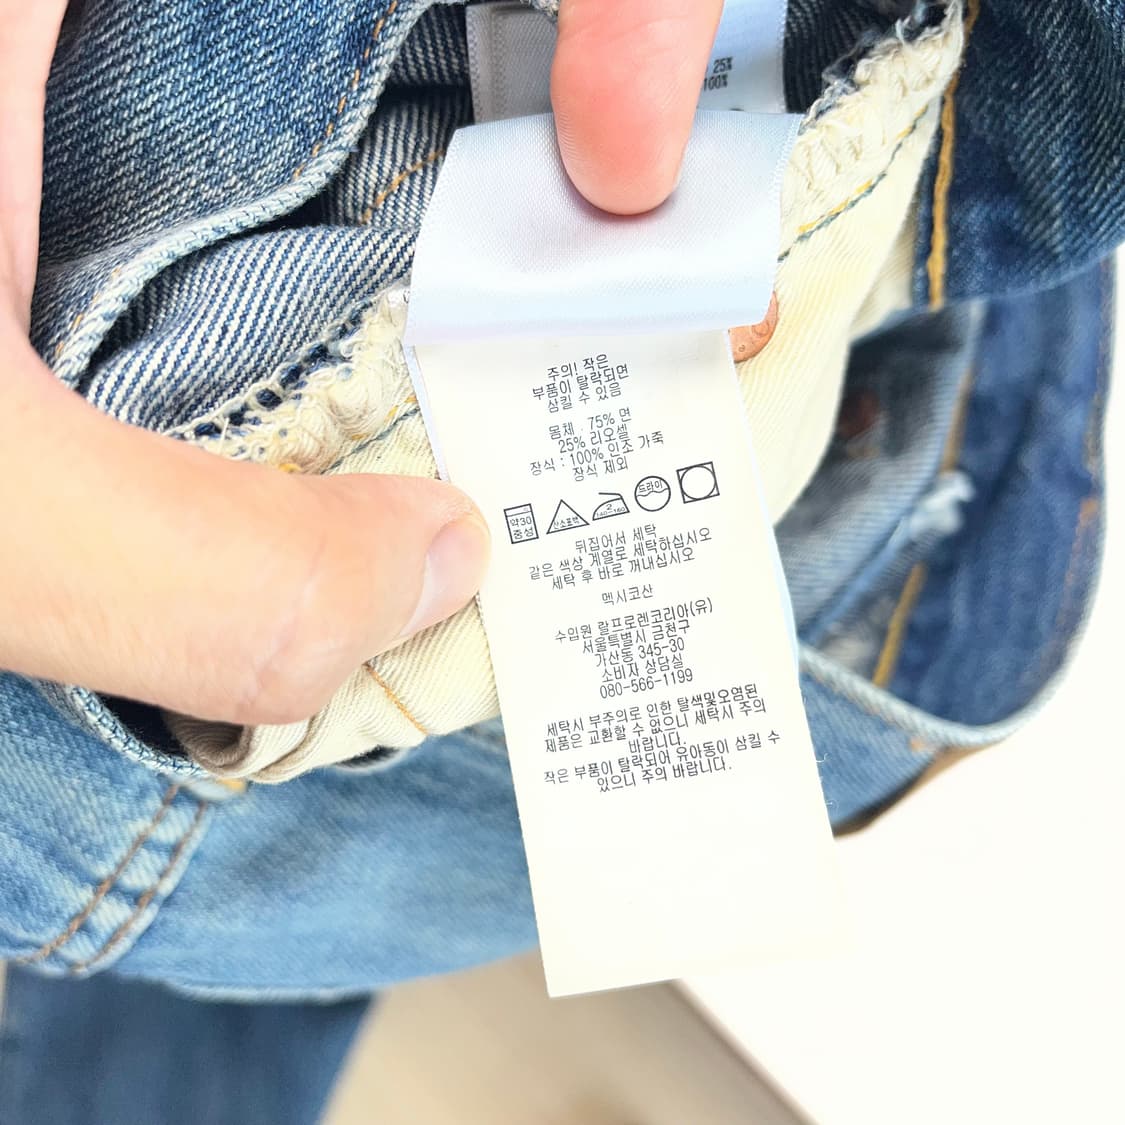 25%
100%
주의! 작은
부품이 탈락되면
삼킬 수 있음
몸체 : 75% 면
25% 리오셀
장식 : 100% 인조 가죽
장식 제외
약30
중성
산소표백
2
140~160
드라이
뒤집어서 세탁
같은 색상 계열로 세탁하십시오
세탁 후 바로 꺼내십시오
멕시코산
수입원 랄프로렌코리아(유)
서울특별시 금천구
가산동 345-30
소비자 상담실
080-566-1199
세탁시 부주의로 인한 탈색및오염된
제품은 교환할 수 없으니 세탁시 주의
바랍니다.
작은 부품이 탈락되어 유아동이 삼킬 수
있으니 주의 바랍니다.